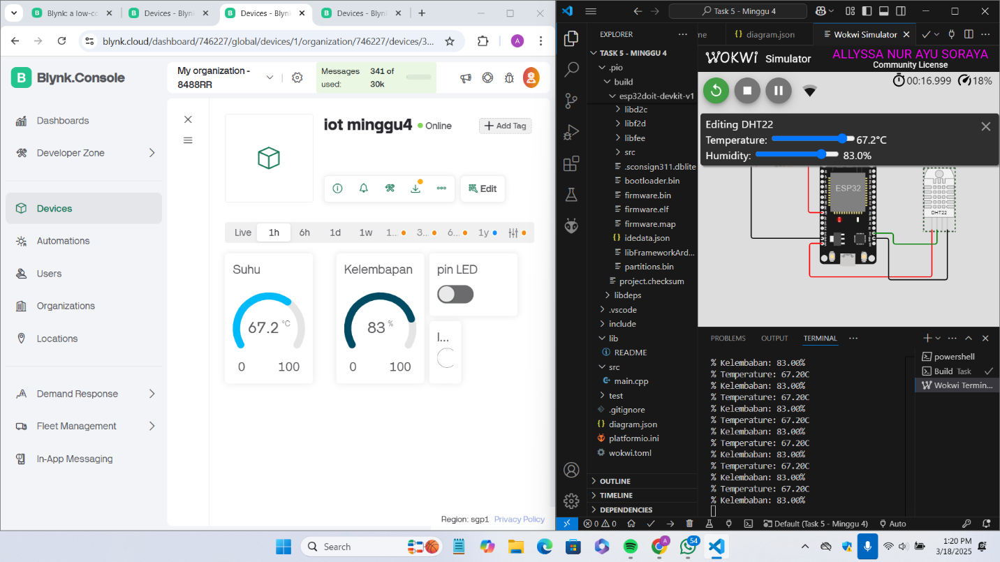 Blynk: a low-co
Devices - Blynk
Devices - Blynk
Devices - Blynk
blynk.cloud/dashboard/746227/global/devices/1/organization/746227/devices/3...
A
B Blynk.Console
My organization - 8488RR
Messages used: 341 of 30k
Dashboards
Developer Zone
Devices
Automations
Users
Organizations
Locations
Demand Response
Fleet Management
In-App Messaging
iot minggu4
Online
Add Tag
Edit
Live
1h
6h
1d
1w
1...
3...
6...
1y
Suhu
67.2 °C
0
100
Kelembapan
83 %
0
100
pin LED
l...
Region: sgp1
Privacy Policy
Task 5 - Minggu 4
EXPLORER
TASK 5 - MINGGU 4
.pio
build
esp32doit-devkit-v1
libd2c
libf2d
libfee
src
.sconsign311.dblite
bootloader.bin
firmware.bin
firmware.elf
firmware.map
idedata.json
libFrameworkArd...
partitions.bin
project.checksum
libdeps
.vscode
include
lib
README
src
main.cpp
test
.gitignore
diagram.json
platformio.ini
wokwi.toml
OUTLINE
TIMELINE
DEPENDENCIES
me
diagram.json
Wokwi Simulator
WOKWI Simulator
ALLYSSA NUR AYU SORAYA
Community License
00:16.999
18%
Editing DHT22
Temperature: 67.2°C
Humidity: 83.0%
ESP32
DHT22
PROBLEMS
OUTPUT
TERMINAL
% Kelembaban: 83.00%
% Temperature: 67.20C
% Kelembaban: 83.00%
% Temperature: 67.20C
% Kelembaban: 83.00%
% Temperature: 67.20C
% Kelembaban: 83.00%
% Temperature: 67.20C
% Kelembaban: 83.00%
% Temperature: 67.20C
% Kelembaban: 83.00%
% Temperature: 67.20C
% Kelembaban: 83.00%
powershell
Build Task
Wokwi Termin...
0
0
Default (Task 5 - Minggu 4)
Auto
Search
A
54
1:20 PM
3/18/2025